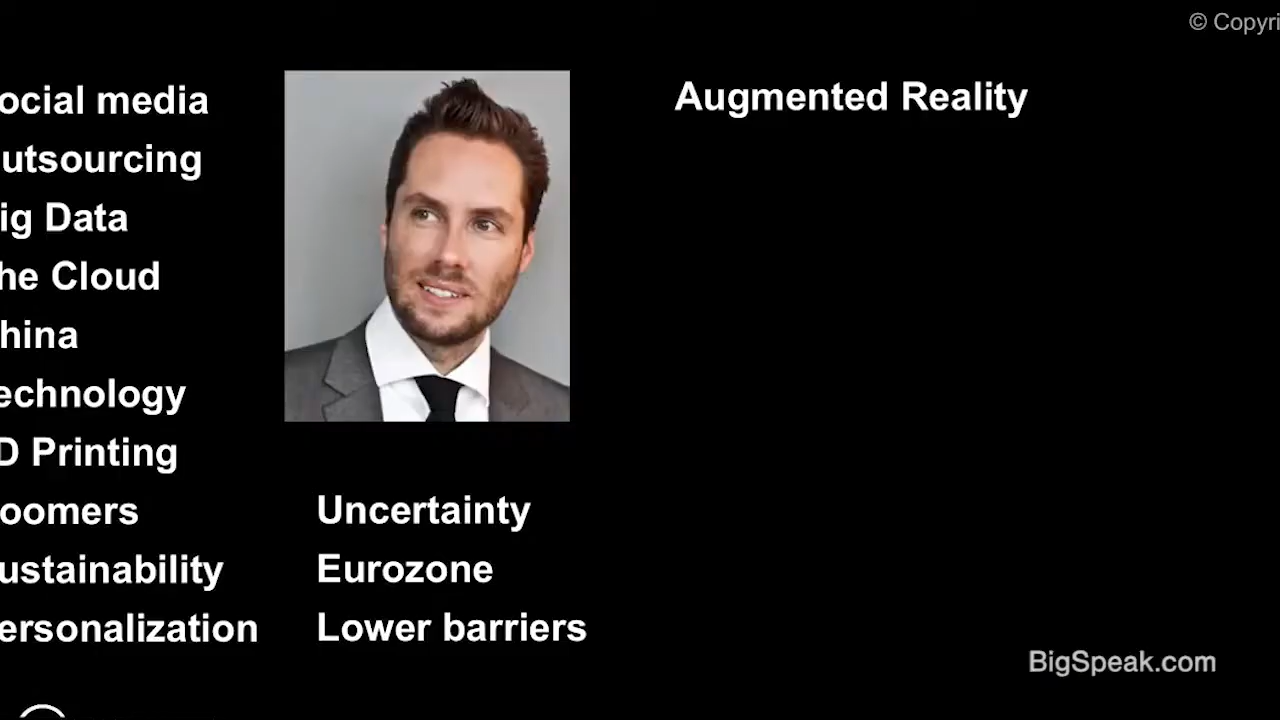 © Copyri
ocial media
utsourcing
ig Data
he Cloud
hina
echnology
D Printing
oomers
ustainability
ersonalization
Uncertainty
Eurozone
Lower barriers
Augmented Reality
BigSpeak.com